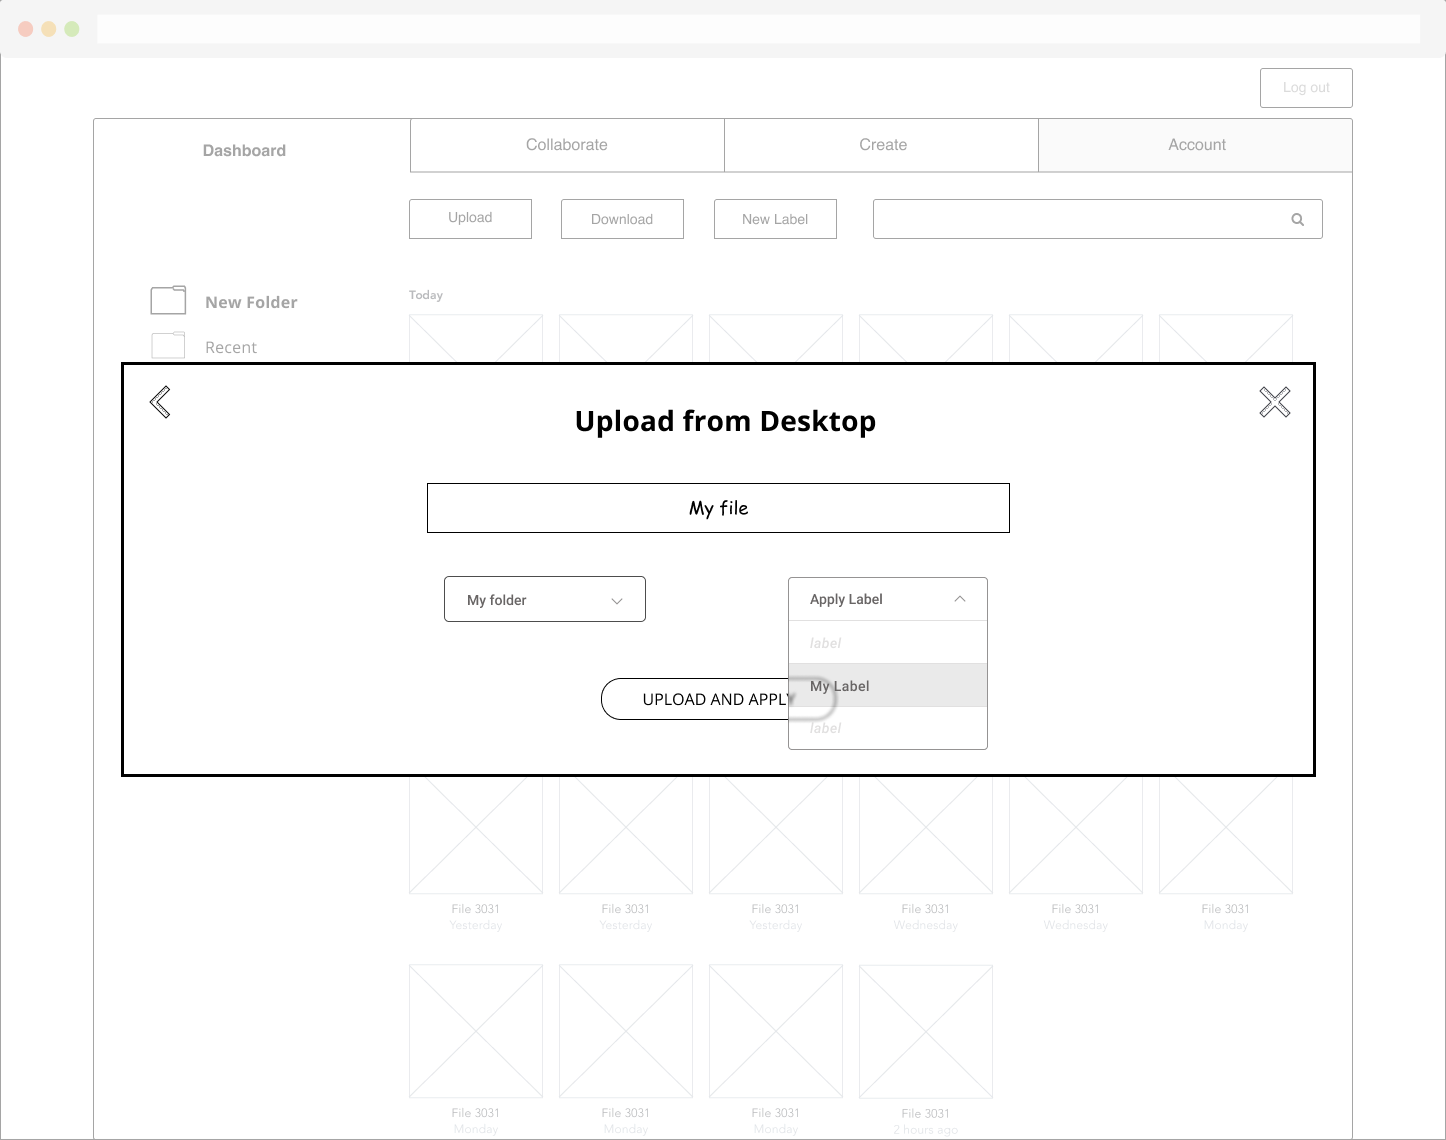 Log out
Dashboard
Collaborate
Create
Account
Upload
Download
New Label
New Folder
Today
Recent
Upload from Desktop
My file
My folder
Apply Label
label
My Label
UPLOAD AND APPLY
label
File 3031
File 3031
File 3031
File 3031
File 3031
File 3031
Yesterday
Yesterday
Yesterday
Wednesday
Wednesday
Monday
File 3031
File 3031
File 3031
File 3031
Monday
Monday
Monday
2 hours ago